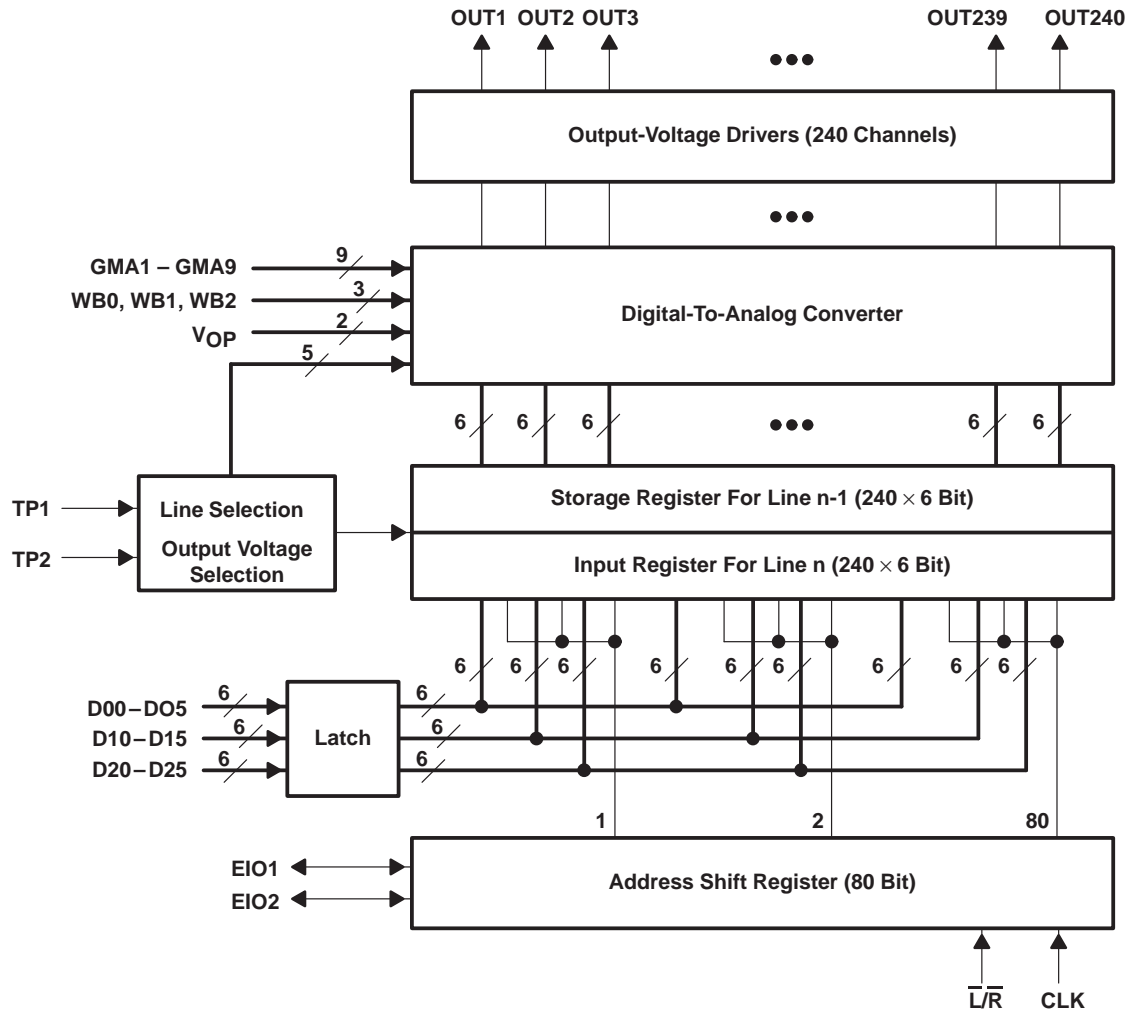 OUT1 OUT2 OUT3 OUT239 OUT240
Output-Voltage Drivers (240 Channels)
GMA1 – GMA9 9
WB0, WB1, WB2 3
VOP 2
5
Digital-To-Analog Converter
6 6 6 6 6
TP1
TP2
Line Selection
Output Voltage
Selection
Storage Register For Line n-1 (240 × 6 Bit)
Input Register For Line n (240 × 6 Bit)
6 6 6 6 6 6 6 6 6
D00–DO5 6 6
D10–D15 6 6
D20–D25 6 6
Latch
1 2 80
EIO1
EIO2
Address Shift Register (80 Bit)
L̅/R̅ CLK